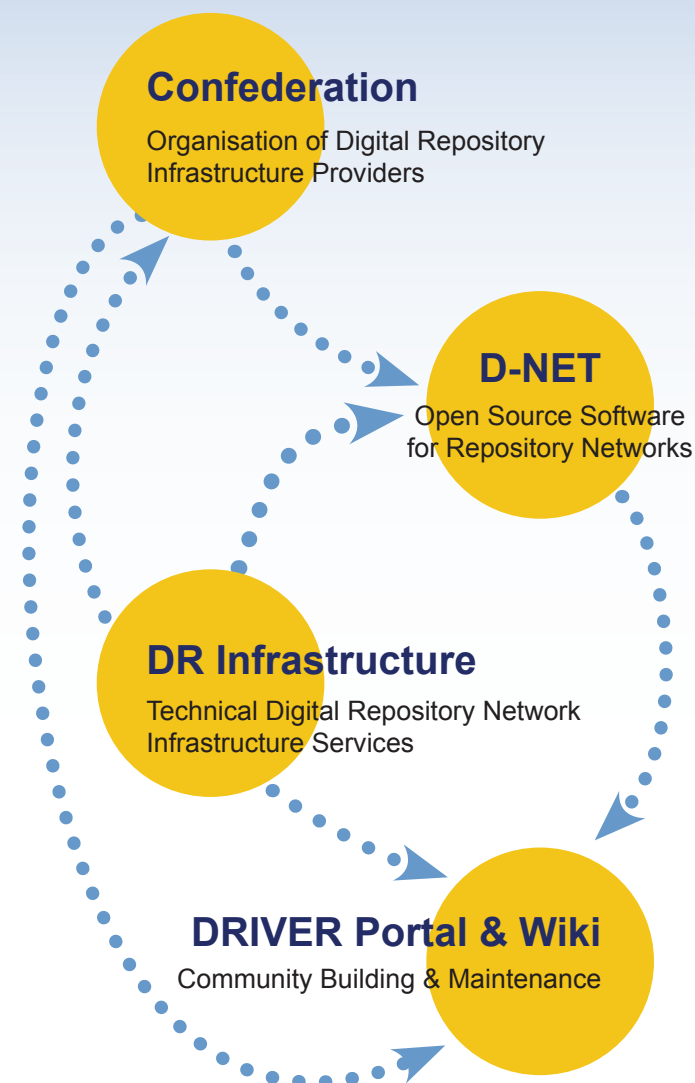 Confederation
Organisation of Digital Repository
Infrastructure Providers
D-NET
Open Source Software
for Repository Networks
DR Infrastructure
Technical Digital Repository Network
Infrastructure Services
DRIVER Portal & Wiki
Community Building & Maintenance